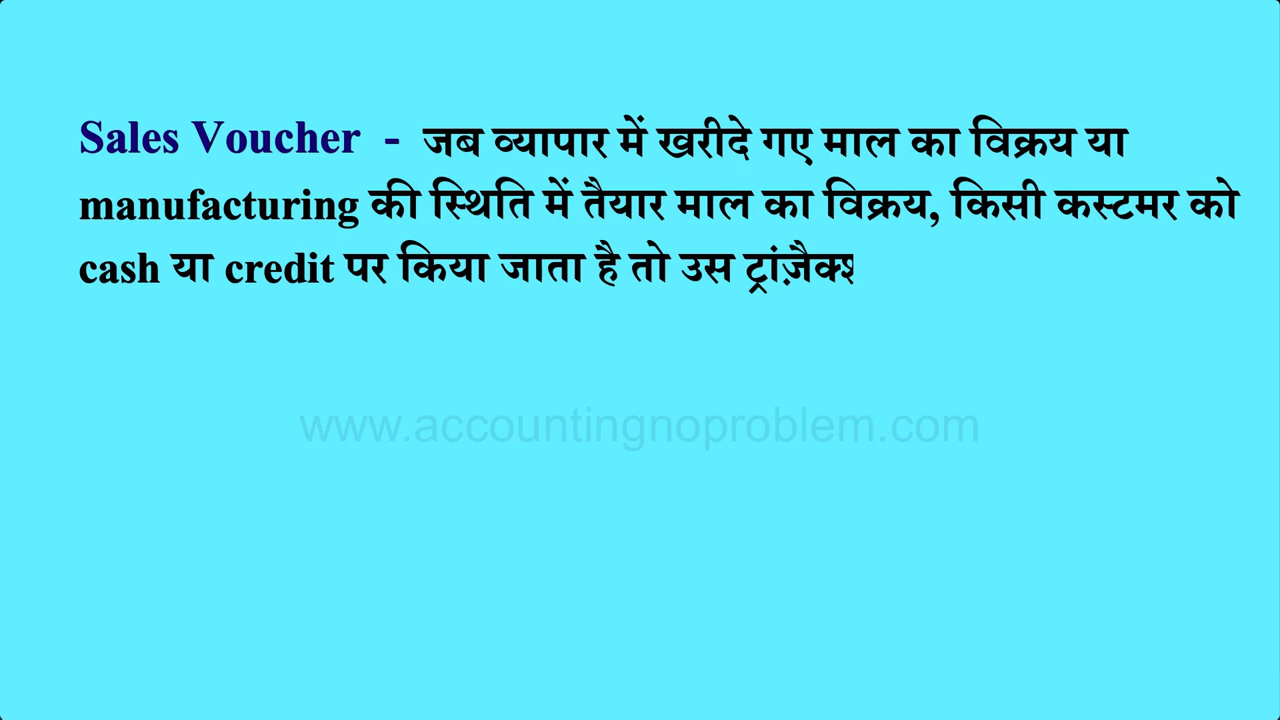 Sales Voucher - जब व्यापार में खरीदे गए माल का विक्रय या
manufacturing की स्थिति में तैयार माल का विक्रय, किसी कस्टमर को
cash या credit पर किया जाता है तो उस
www.accountingnoproblem.com